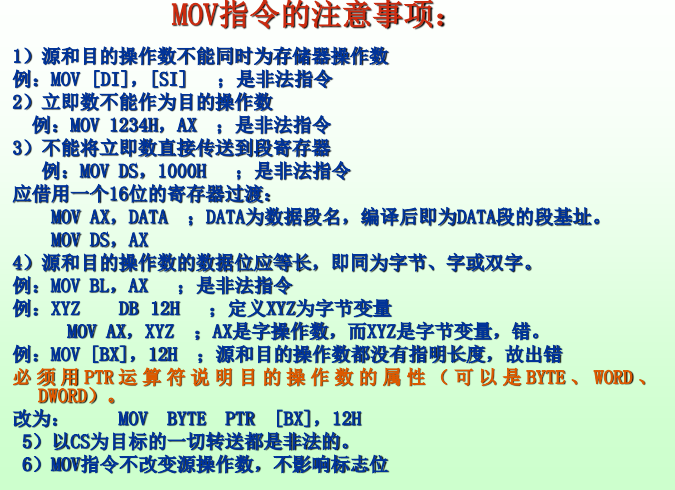 MOV指令的注意事项：
1）源和目的操作数不能同时为存储器操作数
例：MOV [DI]，[SI] ；是非法指令
2）立即数不能作为目的操作数
例：MOV 1234H，AX ；是非法指令
3）不能将立即数直接传送到段寄存器
例：MOV DS，1000H ；是非法指令
应借用一个16位的寄存器过渡：
MOV AX，DATA ；DATA为数据段名，编译后即为DATA段的段基址。
MOV DS，AX
4）源和目的操作数的数据位应等长，即同为字节、字或双字。
例：MOV BL，AX ；是非法指令
例：XYZ DB 12H ；定义XYZ为字节变量
MOV AX，XYZ ；AX是字操作数，而XYZ是字节变量，错。
例：MOV [BX]，12H ；源和目的操作数都没有指明长度，故出错
必须用PTR运算符说明目的操作数的属性（可以是BYTE、WORD、
DWORD）。
改为： MOV BYTE PTR [BX]，12H
5）以CS为目标的一切转送都是非法的。
6）MOV指令不改变源操作数，不影响标志位